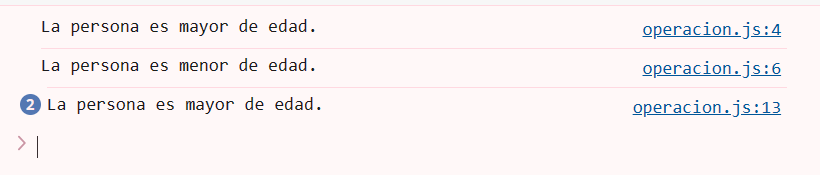 La persona es mayor de edad. operacion.js:4
La persona es menor de edad. operacion.js:6
2 La persona es mayor de edad. operacion.js:13
>